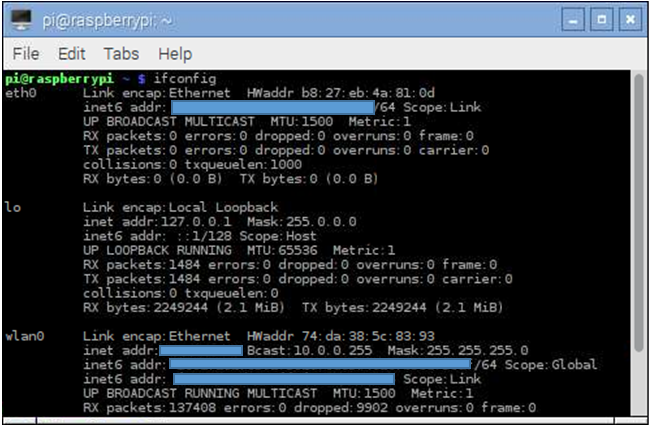 pi@raspberrypi: ~
File Edit Tabs Help
pi@raspberrypi ~ $ ifconfig
eth0 Link encap:Ethernet HWaddr b8:27:eb:4a:81:0d
inet6 addr: /64 Scope:Link
UP BROADCAST MULTICAST MTU:1500 Metric:1
RX packets:0 errors:0 dropped:0 overruns:0 frame:0
TX packets:0 errors:0 dropped:0 overruns:0 carrier:0
collisions:0 txqueuelen:1000
RX bytes:0 (0.0 B) TX bytes:0 (0.0 B)
lo Link encap:Local Loopback
inet addr:127.0.0.1 Mask:255.0.0.0
inet6 addr: ::1/128 Scope:Host
UP LOOPBACK RUNNING MTU:65536 Metric:1
RX packets:1484 errors:0 dropped:0 overruns:0 frame:0
TX packets:1484 errors:0 dropped:0 overruns:0 carrier:0
collisions:0 txqueuelen:0
RX bytes:2249244 (2.1 MiB) TX bytes:2249244 (2.1 MiB)
wlan0 Link encap:Ethernet HWaddr 74:da:38:5c:83:93
inet addr: Bcast:10.0.0.255 Mask:255.255.255.0
inet6 addr: /64 Scope:Global
inet6 addr: Scope:Link
UP BROADCAST RUNNING MULTICAST MTU:1500 Metric:1
RX packets:137408 errors:0 dropped:9902 overruns:0 frame:0